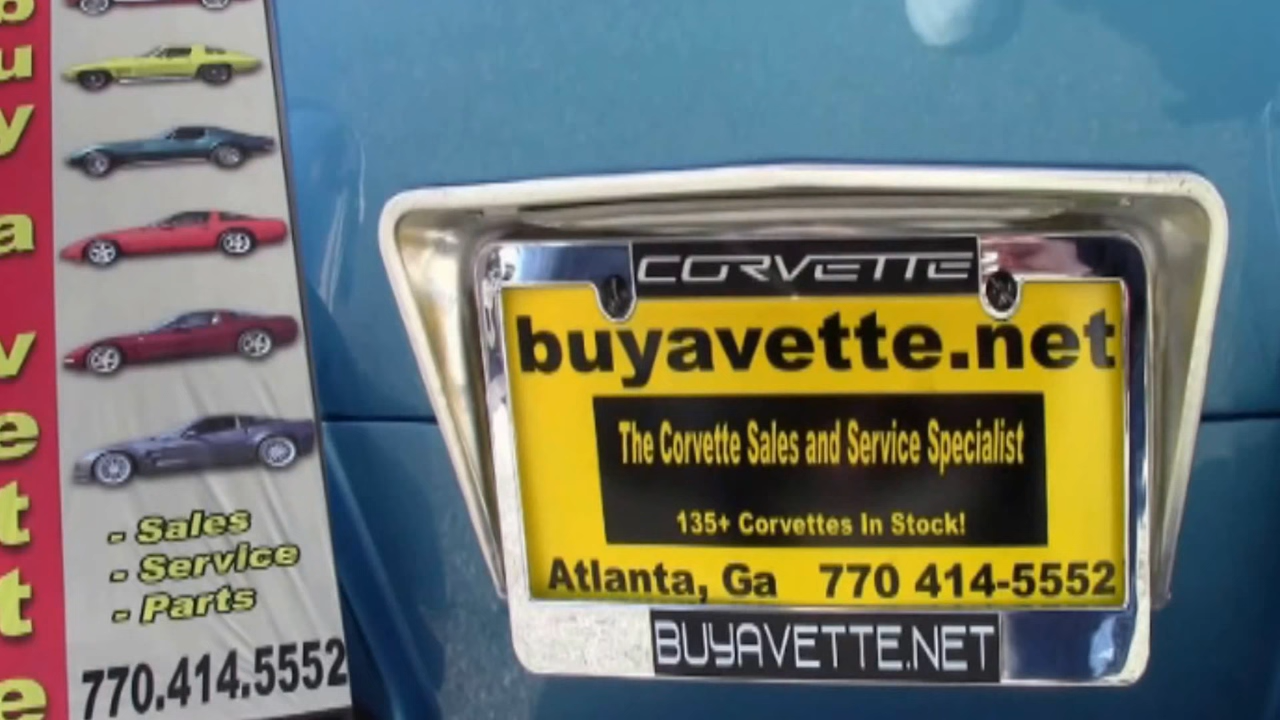 buyavette
- Sales
- Service
- Parts
770.414.5552
CORVETTE
buyavette.net
The Corvette Sales and Service Specialist
135+ Corvettes In Stock!
Atlanta, Ga 770 414-5552
BUYAVETTE.NET